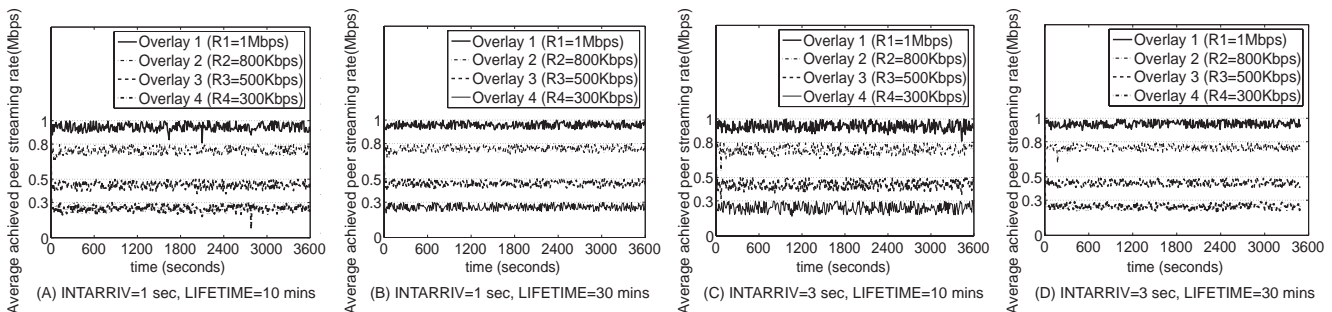 Average achieved peer streaming rate(Mbps)
Overlay 1 (R1=1Mbps)
Overlay 2 (R2=800Kbps)
Overlay 3 (R3=500Kbps)
Overlay 4 (R4=300Kbps)
1
0.8
0.5
0.3
0
0 600 1200 1800 2400 3000 3600
time (seconds)
(A) INTARRIV=1 sec, LIFETIME=10 mins
Average achieved peer streaming rate(Mbps)
Overlay 1 (R1=1Mbps)
Overlay 2 (R2=800Kbps)
Overlay 3 (R3=500Kbps)
Overlay 4 (R4=300Kbps)
1
0.8
0.5
0.3
0
0 600 1200 1800 2400 3000 3600
time (seconds)
(B) INTARRIV=1 sec, LIFETIME=30 mins
Average achieved peer streaming rate(Mbps)
Overlay 1 (R1=1Mbps)
Overlay 2 (R2=800Kbps)
Overlay 3 (R3=500Kbps)
Overlay 4 (R4=300Kbps)
1
0.8
0.5
0.3
0
0 600 1200 1800 2400 3000 3600
time (seconds)
(C) INTARRIV=3 sec, LIFETIME=10 mins
Average achieved peer streaming rate(Mbps)
Overlay 1 (R1=1Mbps)
Overlay 2 (R2=800Kbps)
Overlay 3 (R3=500Kbps)
Overlay 4 (R4=300Kbps)
1
0.8
0.5
0.3
0
0 600 1200 1800 2400 3000 3600
time (seconds)
(D) INTARRIV=3 sec, LIFETIME=30 mins